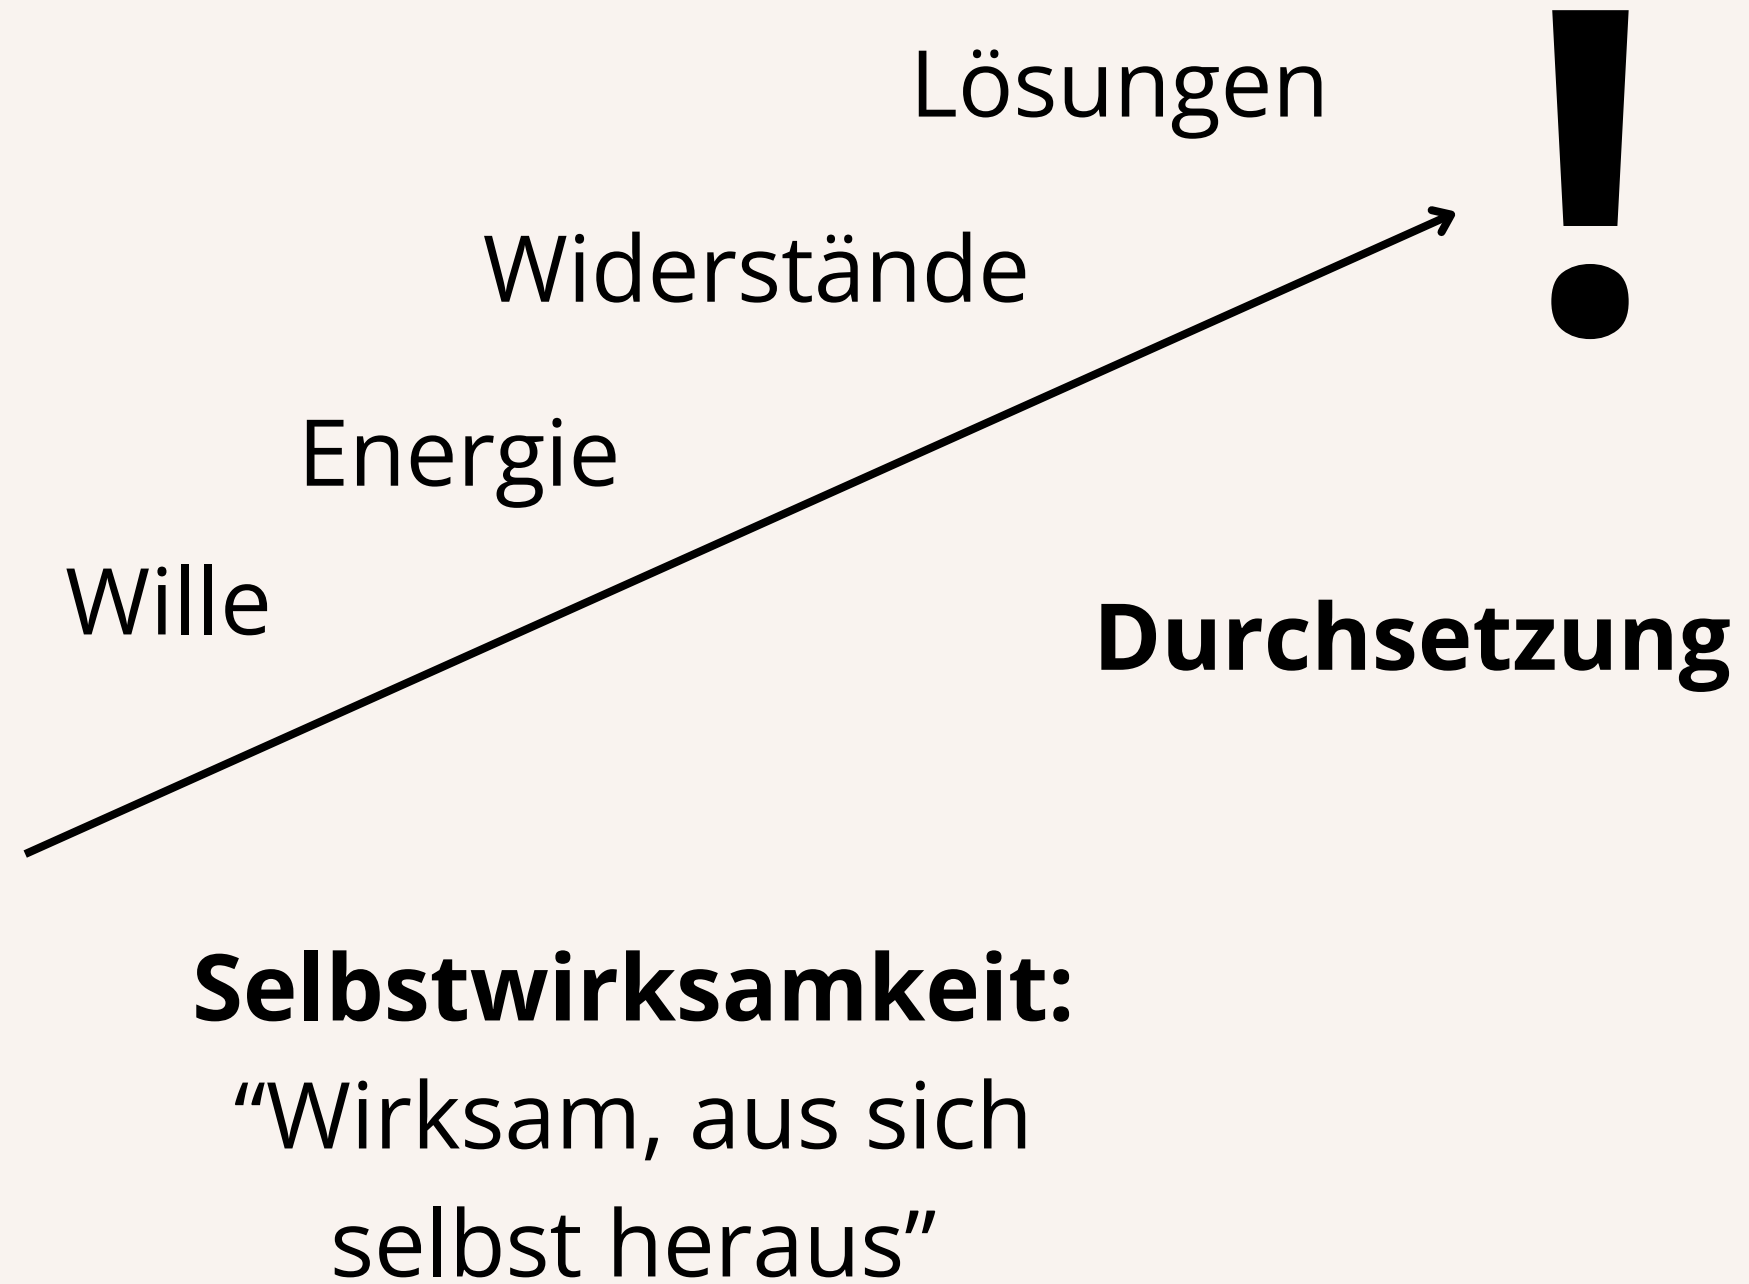 Lösungen
!
Widerstände
Energie
Wille
Durchsetzung
Selbstwirksamkeit:
“Wirksam, aus sich
selbst heraus”